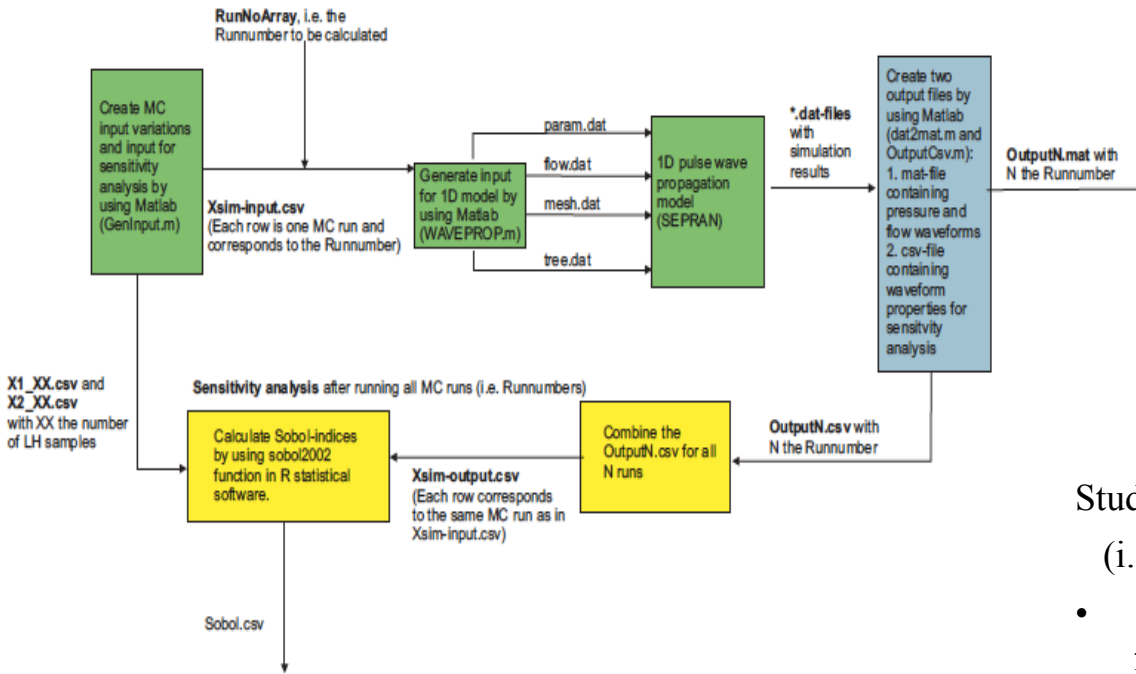 RunNoArray, i.e. the
Runnumber to be calculated
Create MC
input variations
and input for
sensitivity
analysis by
using Matlab
(GenInput.m)
Xsim-input.csv
(Each row is one MC run and
corresponds to the Runnumber)
Generate input
for 1D model by
using Matlab
(WAVEPROP.m)
param.dat
flow.dat
mesh.dat
tree.dat
1D pulse wave
propagation
model
(SEPRAN)
*.dat-files
with
simulation
results
Create two
output files by
using Matlab
(dat2mat.m and
OutputCsv.m):
1. mat-file
containing
pressure and
flow waveforms
2. csv-file
containing
waveform
properties for
sensitvity
analysis
OutputN.mat with
N the Runnumber
X1_XX.csv and
X2_XX.csv
with XX the number
of LH samples
Sensitivity analysis after running all MC runs (i.e. Runnumbers)
Calculate Sobol-indices
by using sobol2002
function in R statistical
software.
Xsim-output.csv
(Each row corresponds
to the same MC run as in
Xsim-input.csv)
Combine the
OutputN.csv for all
N runs
OutputN.csv with
N the Runnumber
Sobol.csv
Stud
(i.
•